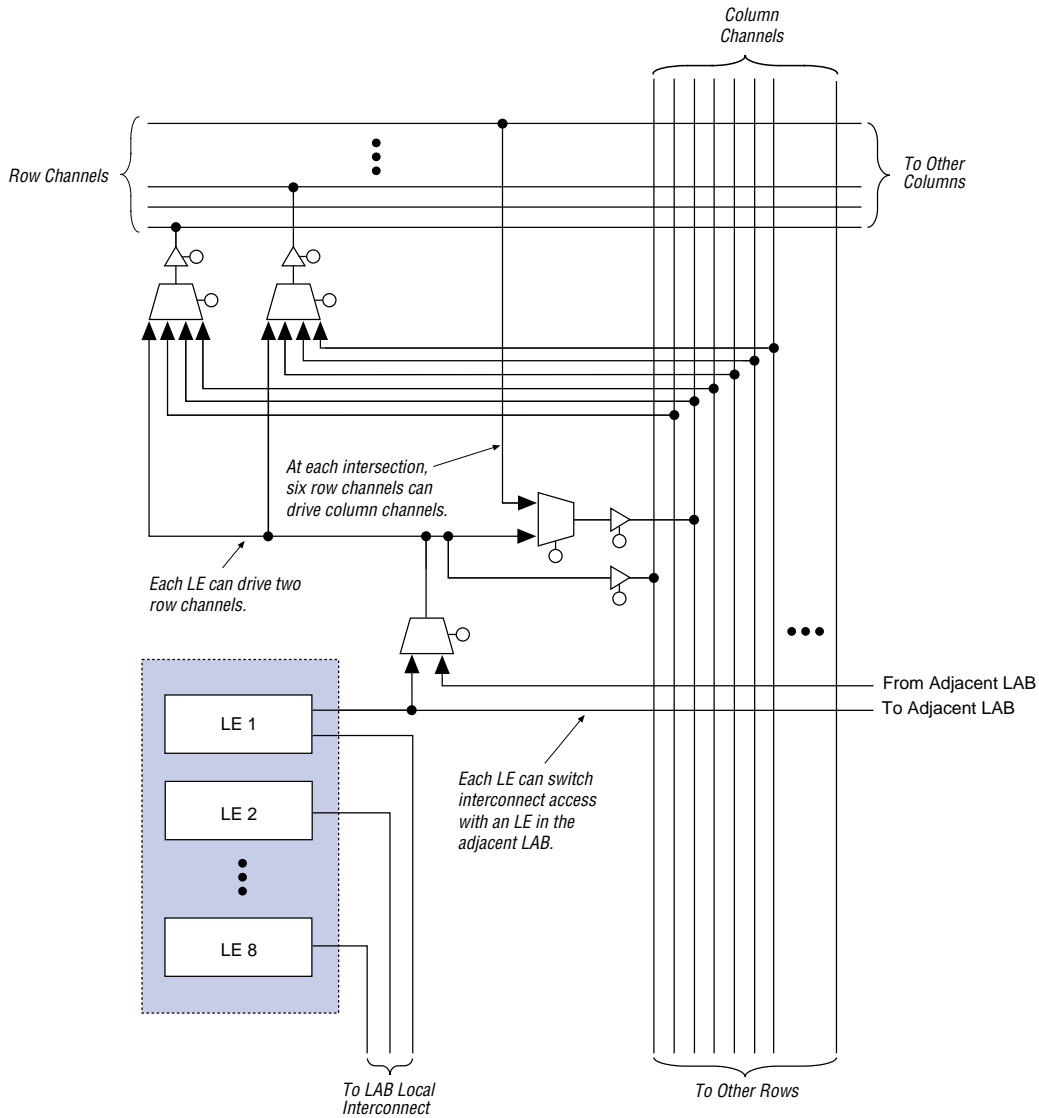 Column
Channels
Row Channels
To Other
Columns
At each intersection,
six row channels can
drive column channels.
Each LE can drive two
row channels.
From Adjacent LAB
To Adjacent LAB
LE 1
Each LE can switch
interconnect access
with an LE in the
adjacent LAB.
LE 2
LE 8
To LAB Local
Interconnect
To Other Rows